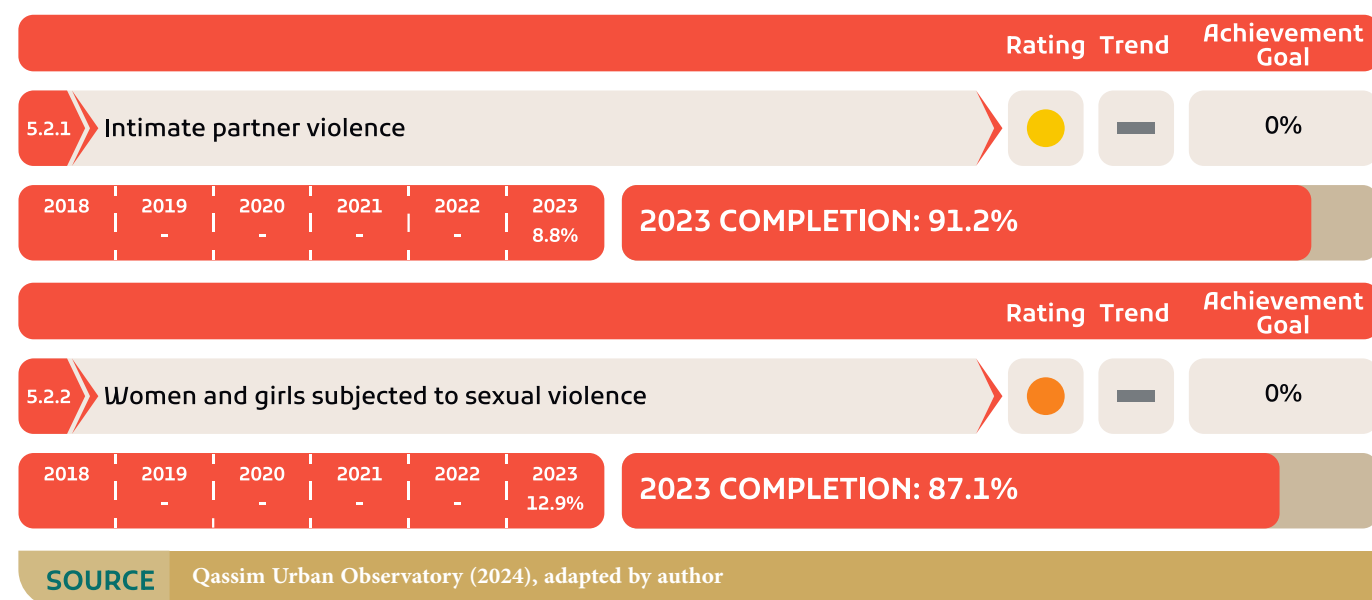 Rating Trend Achievement Goal
5.2.1 Intimate partner violence 0%
2018 2019 2020 2021 2022 2023
- - - - 8.8%
2023 COMPLETION: 91.2%
Rating Trend Achievement Goal
5.2.2 Women and girls subjected to sexual violence 0%
2018 2019 2020 2021 2022 2023
- - - - 12.9%
2023 COMPLETION: 87.1%
SOURCE Qassim Urban Observatory (2024), adapted by author